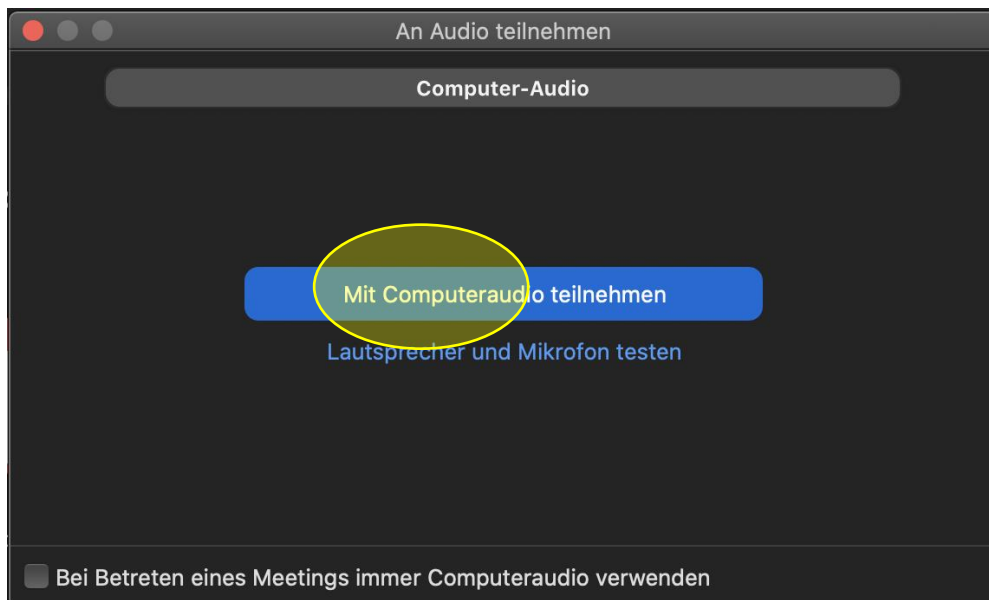 An Audio teilnehmen
Computer-Audio
Mit Computeraudio teilnehmen
Lautsprecher und Mikrofon testen
Bei Betreten eines Meetings immer Computeraudio verwenden